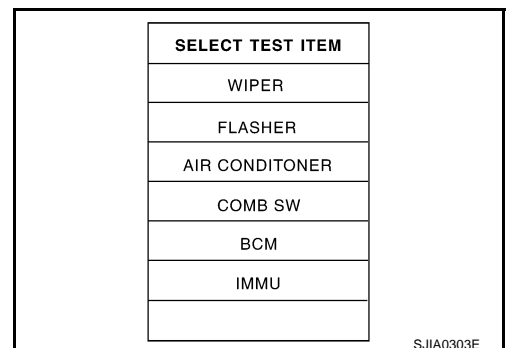 SELECT TEST ITEM
WIPER
FLASHER
AIR CONDITONER
COMB SW
BCM
IMMU
SJIA0303E